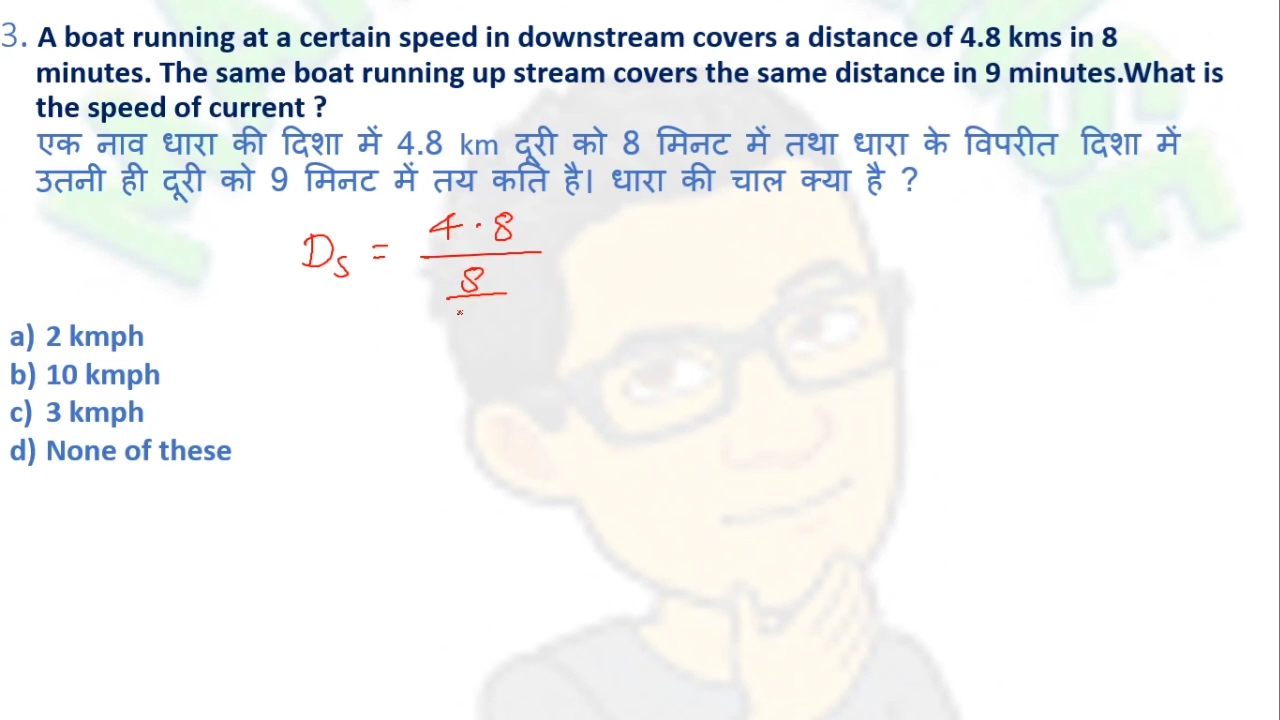 3. A boat running at a certain speed in downstream covers a distance of 4.8 kms in 8
minutes. The same boat running up stream covers the same distance in 9 minutes.What is
the speed of current ?
एक नाव धारा की दिशा में 4.8 km दूरी को 8 मिनट में तथा धारा के विपरीत दिशा में
उतनी ही दूरी को 9 मिनट में तय कति है। धारा की चाल क्या है ?
Ds = 4.8
8
a) 2 kmph
b) 10 kmph
c) 3 kmph
d) None of these